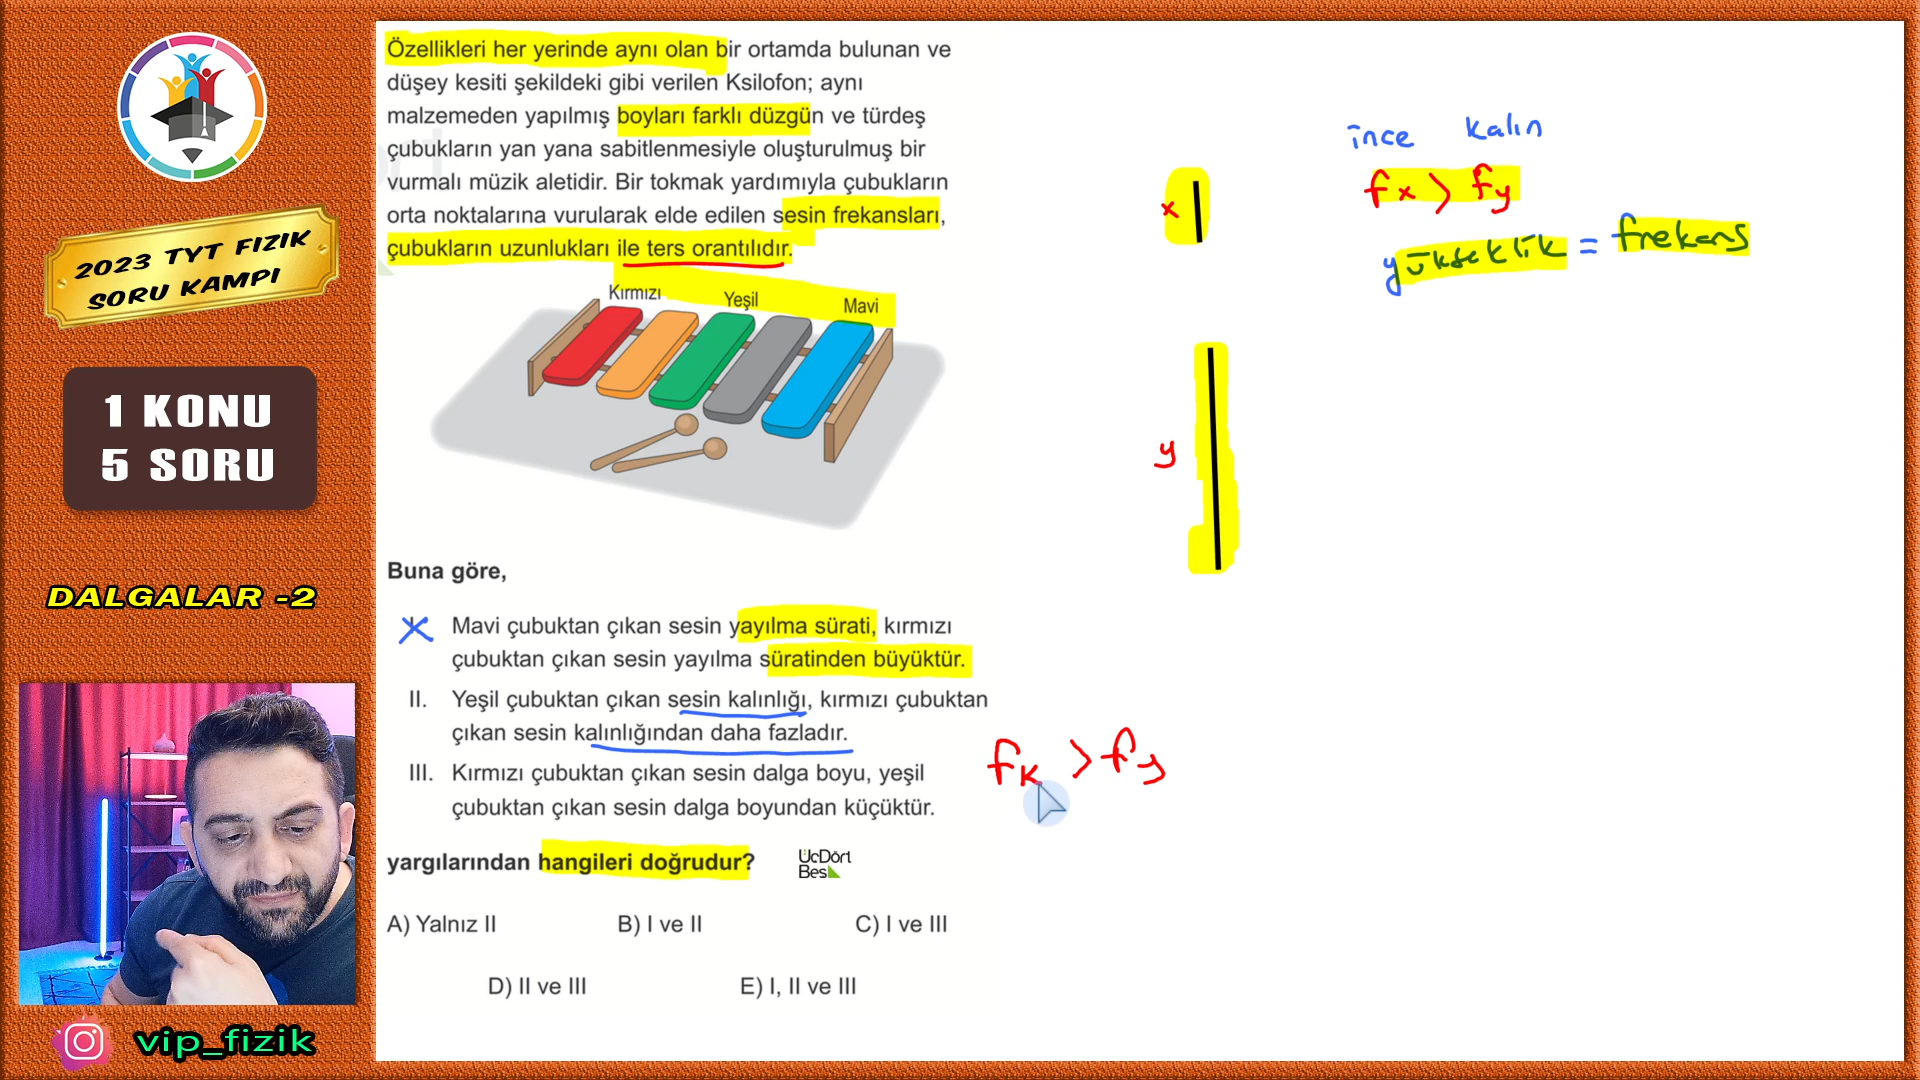 2023 TYT FIZIK
SORU KAMPI
1 KONU
5 SORU
DALGALAR -2
vip_fizik
Özellikleri her yerinde aynı olan bir ortamda bulunan ve
düşey kesiti şekildeki gibi verilen Ksilofon; aynı
malzemeden yapılmış boyları farklı düzgün ve türdeş
çubukların yan yana sabitlenmesiyle oluşturulmuş bir
vurmalı müzik aletidir. Bir tokmak yardımıyla çubukların
orta noktalarına vurularak elde edilen sesin frekansları,
çubukların uzunlukları ile ters orantılıdır.
Kırmızı
Yeşil
Mavi
Buna göre,
Mavi çubuktan çıkan sesin yayılma sürati, kırmızı
çubuktan çıkan sesin yayılma süratinden büyüktür.
II. Yeşil çubuktan çıkan sesin kalınlığı, kırmızı çubuktan
çıkan sesin kalınlığından daha fazladır.
III. Kırmızı çubuktan çıkan sesin dalga boyu, yeşil
çubuktan çıkan sesin dalga boyundan küçüktür.
yargılarından hangileri doğrudur?
ÜçDört
Beş
A) Yalnız II
B) I ve II
C) I ve III
D) II ve III
E) I, II ve III
ince kalın
x
fx > fy
yükseklik = frekans
y
fK > fy